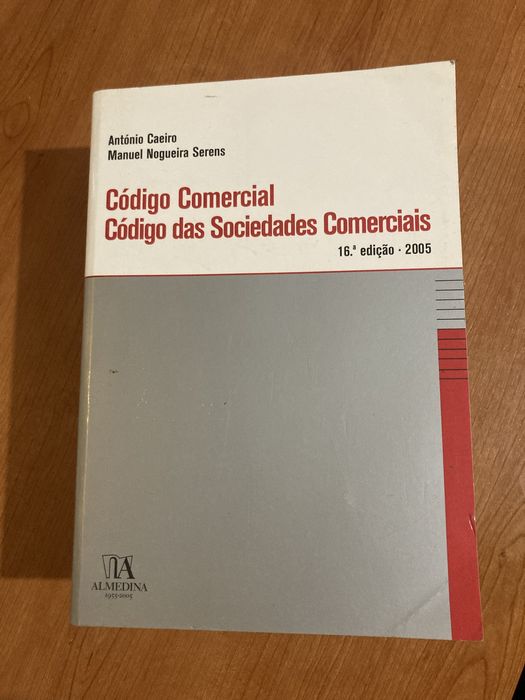 António Caeiro
Manuel Nogueira Serens
Código Comercial
Código das Sociedades Comerciais
16.ª edição · 2005
ALMEDINA
1955-2005